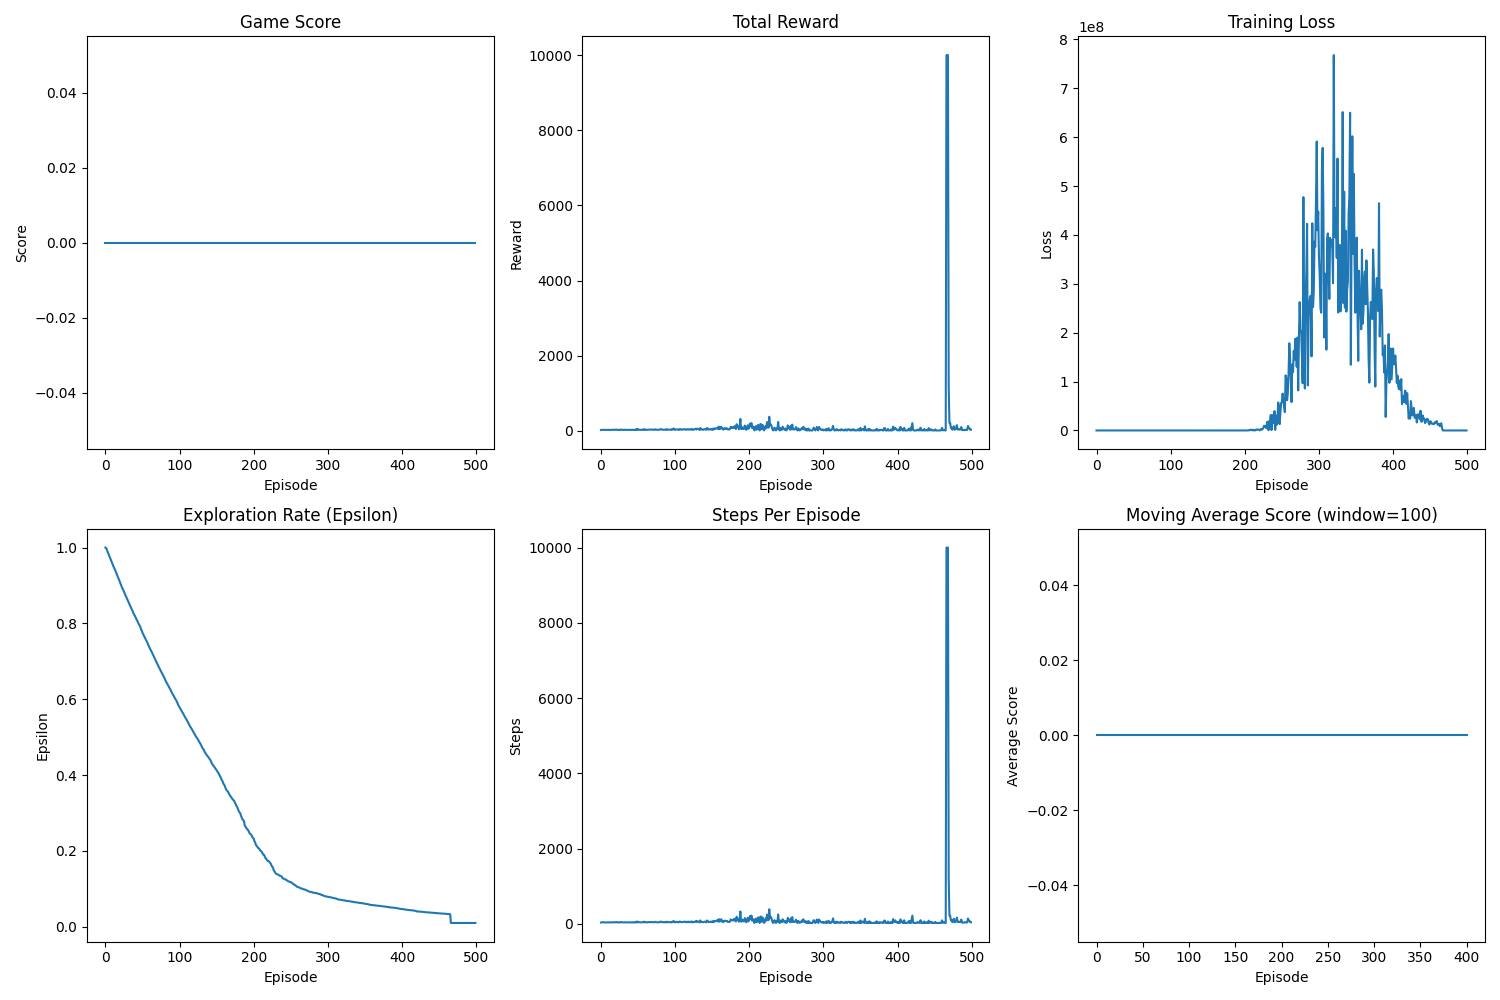 Game Score
0.04
0.02
0.00
−0.02
−0.04
Score
0 100 200 300 400 500
Episode
Total Reward
10000
8000
6000
4000
2000
0
Reward
0 100 200 300 400 500
Episode
Training Loss
1e8
8
7
6
5
4
3
2
1
0
Loss
0 100 200 300 400 500
Episode
Exploration Rate (Epsilon)
1.0
0.8
0.6
0.4
0.2
0.0
Epsilon
0 100 200 300 400 500
Episode
Steps Per Episode
10000
8000
6000
4000
2000
0
Steps
0 100 200 300 400 500
Episode
Moving Average Score (window=100)
0.04
0.02
0.00
−0.02
−0.04
Average Score
0 50 100 150 200 250 300 350 400
Episode